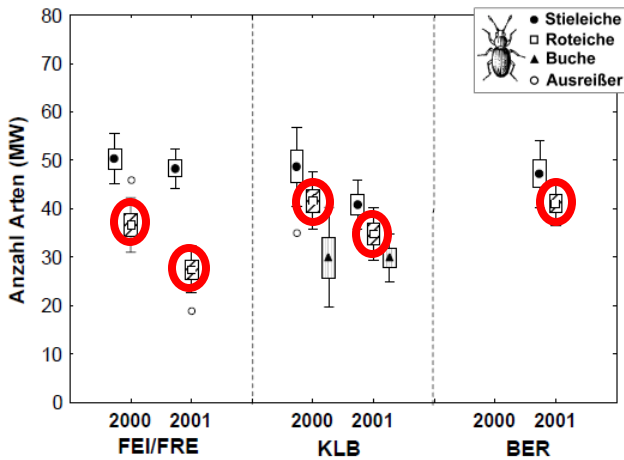 80
70
60
50
40
30
20
10
0
Anzahl Arten (MW)
Stieleiche
Roteiche
Buche
Ausreißer
2000 2001 2000 2001 2000 2001
FEI/FRE KLB BER